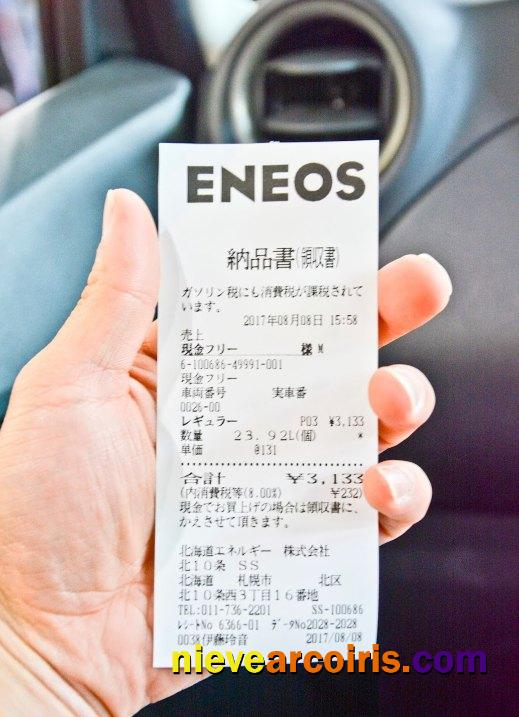 ENEOS
納品書(領収書)
ガソリン税にも消費税が課税されて
います。
2017年08月08日 15:58
売上
現金フリー 様 M
6-100686-49991-001
現金フリー
車両番号 実車番
0026-00
レギュラー P03 ¥3,133
数量 23.92L(個) *
単価 @131
合計 ¥3,133
(内消費税等(8.00%) ¥232)
現金でお買上げの場合は領収書に、
かえさせて頂きます。
北海道エネルギー 株式会社
北10条 SS
北海道 札幌市 北区
北10条西3丁目16番地
TEL:011-736-2201 SS-100686
レシートNo 6366-01 データNo2028-2028
0038伊藤玲音 2017/08/08
nievearcoiris.com